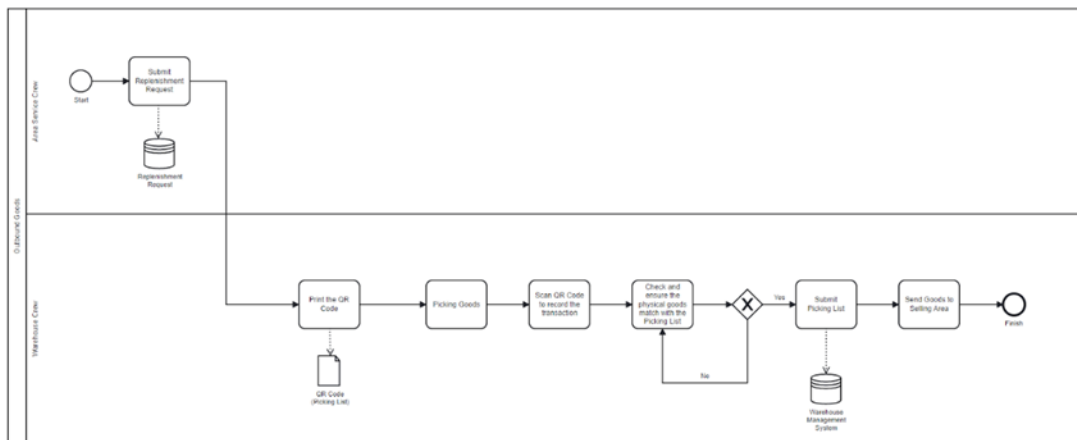 Outbound Goods
Area Service Crew
Start
Submit
Replenishment
Request
Replenishment
Request
Warehouse Crew
Print the QR
Code
QR Code
(Picking List)
Picking Goods
Scan QR Code
to record the
transaction
Check and
ensure the
physical goods
match with the
Picking List
Yes
No
Submit
Picking List
Warehouse
Management
System
Send Goods to
Selling Area
Finish